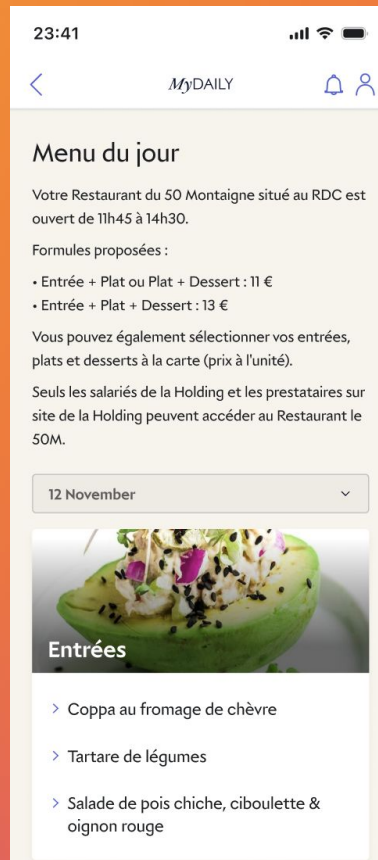 23:41
MyDAILY
Menu du jour
Votre Restaurant du 50 Montaigne situé au RDC est
ouvert de 11h45 à 14h30.
Formules proposées :
• Entrée + Plat ou Plat + Dessert : 11 €
• Entrée + Plat + Dessert : 13 €
Vous pouvez également sélectionner vos entrées,
plats et desserts à la carte (prix à l'unité).
Seuls les salariés de la Holding et les prestataires sur
site de la Holding peuvent accéder au Restaurant le
50M.
12 November
Entrées
Coppa au fromage de chèvre
Tartare de légumes
Salade de pois chiche, ciboulette &
oignon rouge